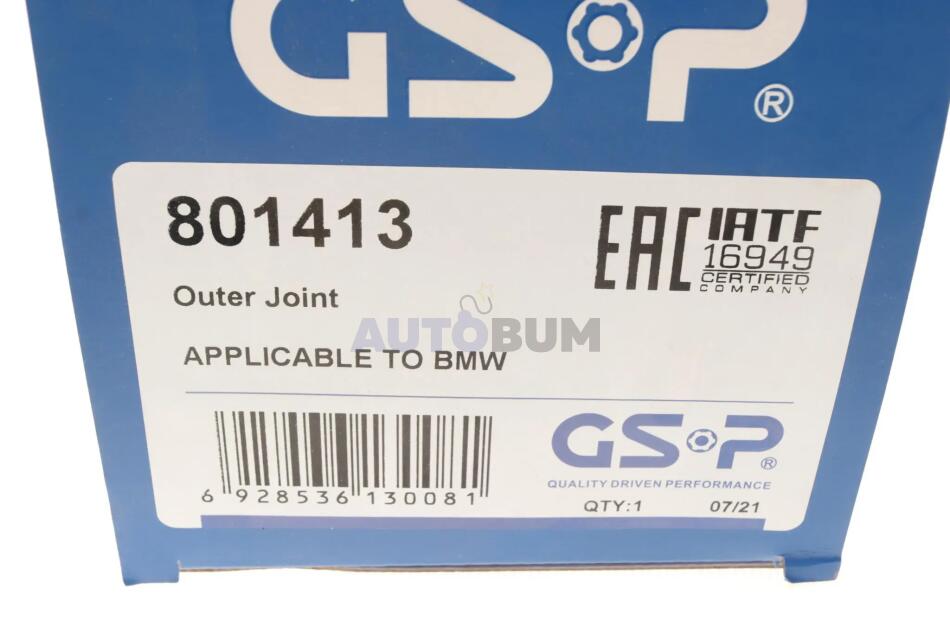 GSP
®
801413
EAC
IATF
16949
CERTIFIED
COMPANY
Outer Joint
AUTOBUM
APPLICABLE TO BMW
GSP®
QUALITY DRIVEN PERFORMANCE
6 928536 130081
QTY:1 07/21